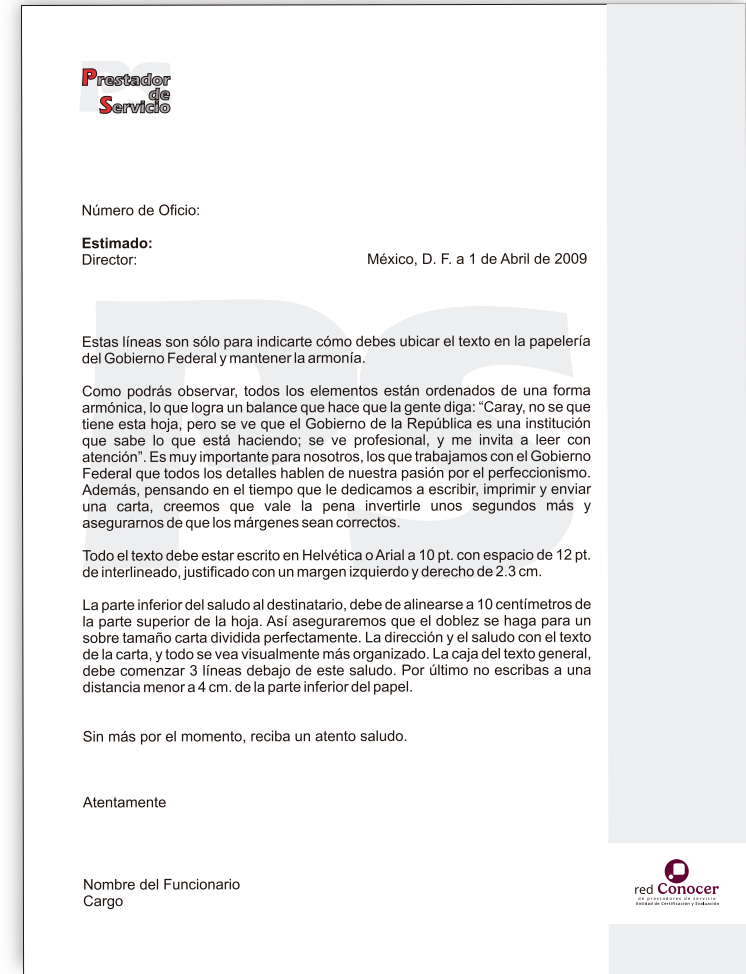 PS
Prestador
de
Servicio
Número de Oficio:
Estimado:
Director:
México, D. F. a 1 de Abril de 2009
PS
Estas líneas son sólo para indicarte cómo debes ubicar el texto en la papelería
del Gobierno Federal y mantener la armonía.
Como podrás observar, todos los elementos están ordenados de una forma
armónica, lo que logra un balance que hace que la gente diga: “Caray, no se que
tiene esta hoja, pero se ve que el Gobierno de la República es una institución
que sabe lo que está haciendo; se ve profesional, y me invita a leer con
atención”. Es muy importante para nosotros, los que trabajamos con el Gobierno
Federal que todos los detalles hablen de nuestra pasión por el perfeccionismo.
Además, pensando en el tiempo que le dedicamos a escribir, imprimir y enviar
una carta, creemos que vale la pena invertirle unos segundos más y
asegurarnos de que los márgenes sean correctos.
Todo el texto debe estar escrito en Helvética o Arial a 10 pt. con espacio de 12 pt.
de interlineado, justificado con un margen izquierdo y derecho de 2.3 cm.
La parte inferior del saludo al destinatario, debe de alinearse a 10 centímetros de
la parte superior de la hoja. Así aseguraremos que el doblez se haga para un
sobre tamaño carta dividida perfectamente. La dirección y el saludo con el texto
de la carta, y todo se vea visualmente más organizado. La caja del texto general,
debe comenzar 3 líneas debajo de este saludo. Por último no escribas a una
distancia menor a 4 cm. de la parte inferior del papel.
Sin más por el momento, reciba un atento saludo.
Atentamente
Nombre del Funcionario
Cargo
red Conocer
de prestadores de servicio
Entidad de Certificación y Evaluación